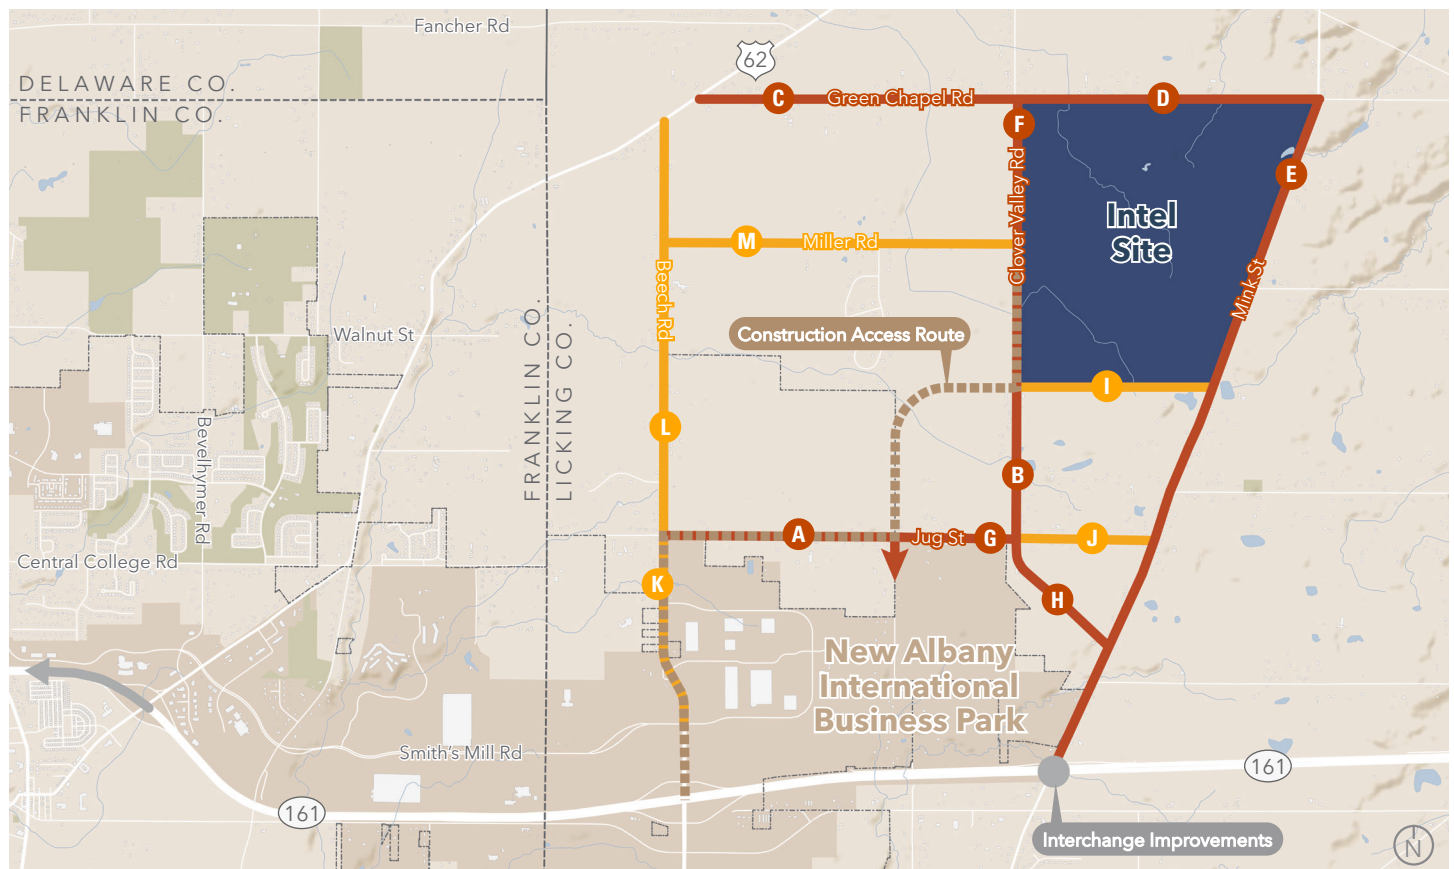 Fancher Rd
62
DELAWARE CO.
FRANKLIN CO.
C
Green Chapel Rd
D
F
Clover Valley Rd
E
Intel
Site
M
Miller Rd
Beech Rd
Mink St
Walnut St
FRANKLIN CO.
LICKING CO.
Construction Access Route
I
L
Bevelhymer Rd
B
A
Jug St
G
J
Central College Rd
K
H
New Albany
International
Business Park
Smith's Mill Rd
161
161
Interchange Improvements
N